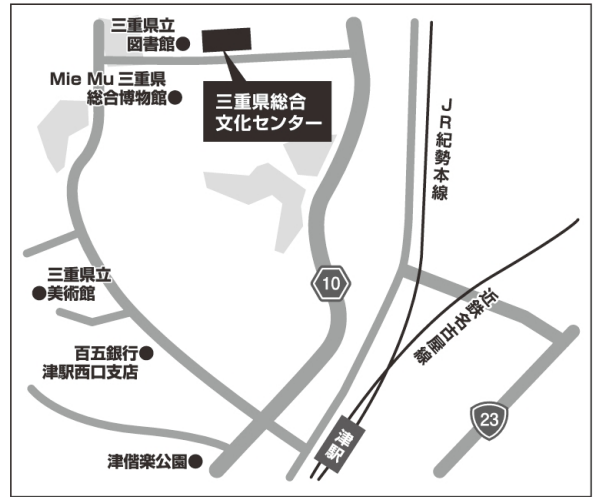 三重県立
図書館
Mie Mu 三重県
総合博物館
三重県総合
文化センター
JR紀勢本線
10
三重県立
美術館
近鉄名古屋線
百五銀行
津駅西口支店
23
津駅
津偕楽公園